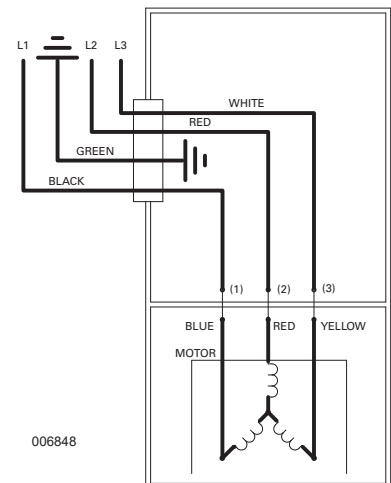 L1 L2 L3
WHITE
RED
GREEN
BLACK
(1) (2) (3)
BLUE RED YELLOW
MOTOR
006848